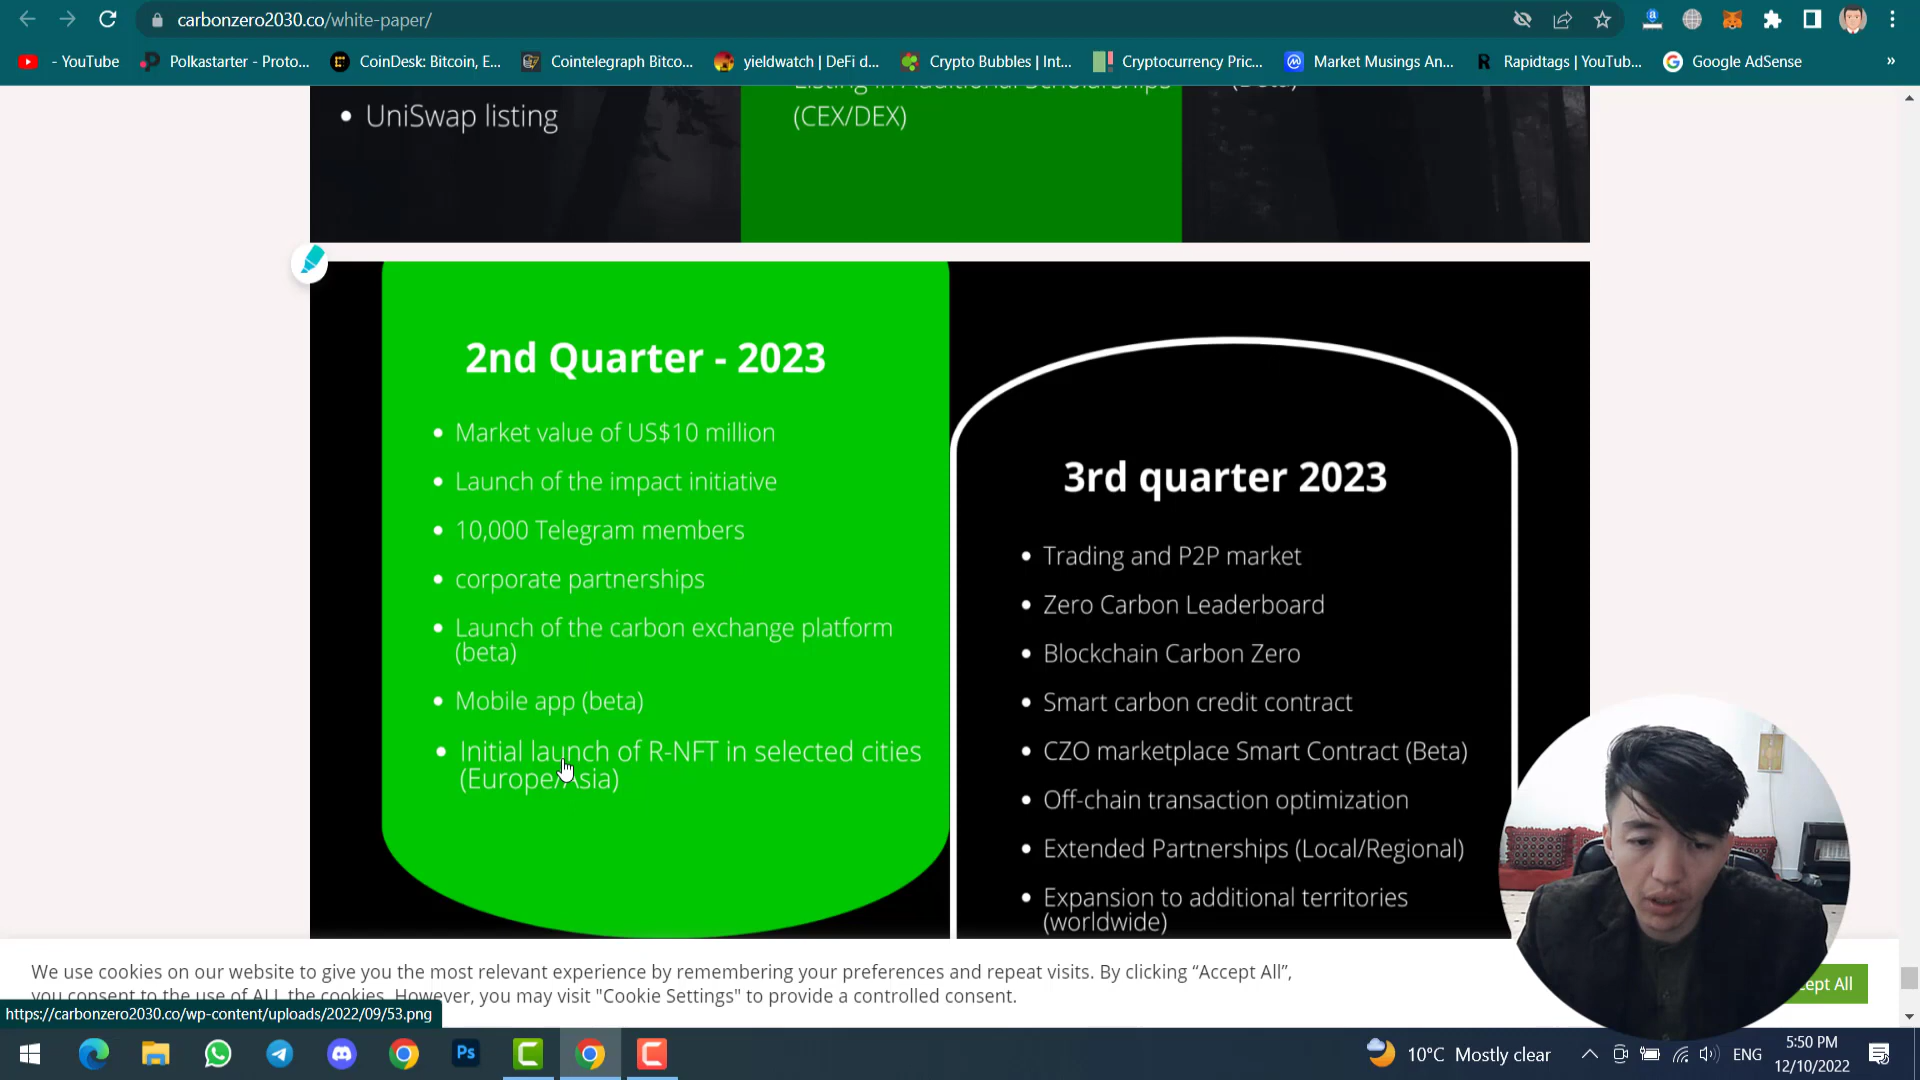 carbonzero2030.co/white-paper/
- YouTube
Polkastarter - Proto...
CoinDesk: Bitcoin, E...
Cointelegraph Bitco...
yieldwatch | DeFi d...
Crypto Bubbles | Int...
Cryptocurrency Pric...
Market Musings An...
Rapidtags | YouTub...
Google AdSense
»
• UniSwap listing
Listing in Additional Scholarships
(CEX/DEX)
(Beta)
2nd Quarter - 2023
• Market value of US$10 million
• Launch of the impact initiative
• 10,000 Telegram members
• corporate partnerships
• Launch of the carbon exchange platform
(beta)
• Mobile app (beta)
• Initial launch of R-NFT in selected cities
(Europe/Asia)
3rd quarter 2023
• Trading and P2P market
• Zero Carbon Leaderboard
• Blockchain Carbon Zero
• Smart carbon credit contract
• CZO marketplace Smart Contract (Beta)
• Off-chain transaction optimization
• Extended Partnerships (Local/Regional)
• Expansion to additional territories
(worldwide)
We use cookies on our website to give you the most relevant experience by remembering your preferences and repeat visits. By clicking “Accept All”,
you consent to the use of ALL the cookies. However, you may visit "Cookie Settings" to provide a controlled consent.
All
https://carbonzero2030.co/wp-content/uploads/2022/09/53.png
Ps
10°C Mostly clear
ENG
5:50 PM
12/10/2022